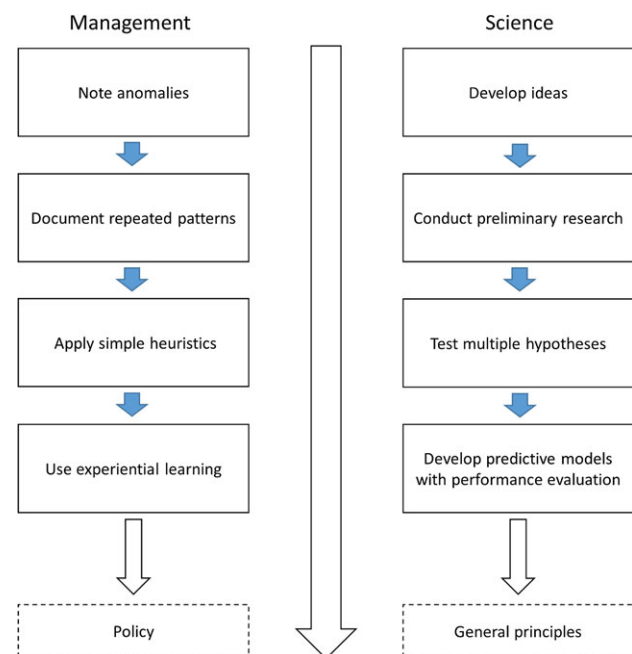 Management
Note anomalies
Document repeated patterns
Apply simple heuristics
Use experiential learning
Policy
Science
Develop ideas
Conduct preliminary research
Test multiple hypotheses
Develop predictive models
with performance evaluation
General principles